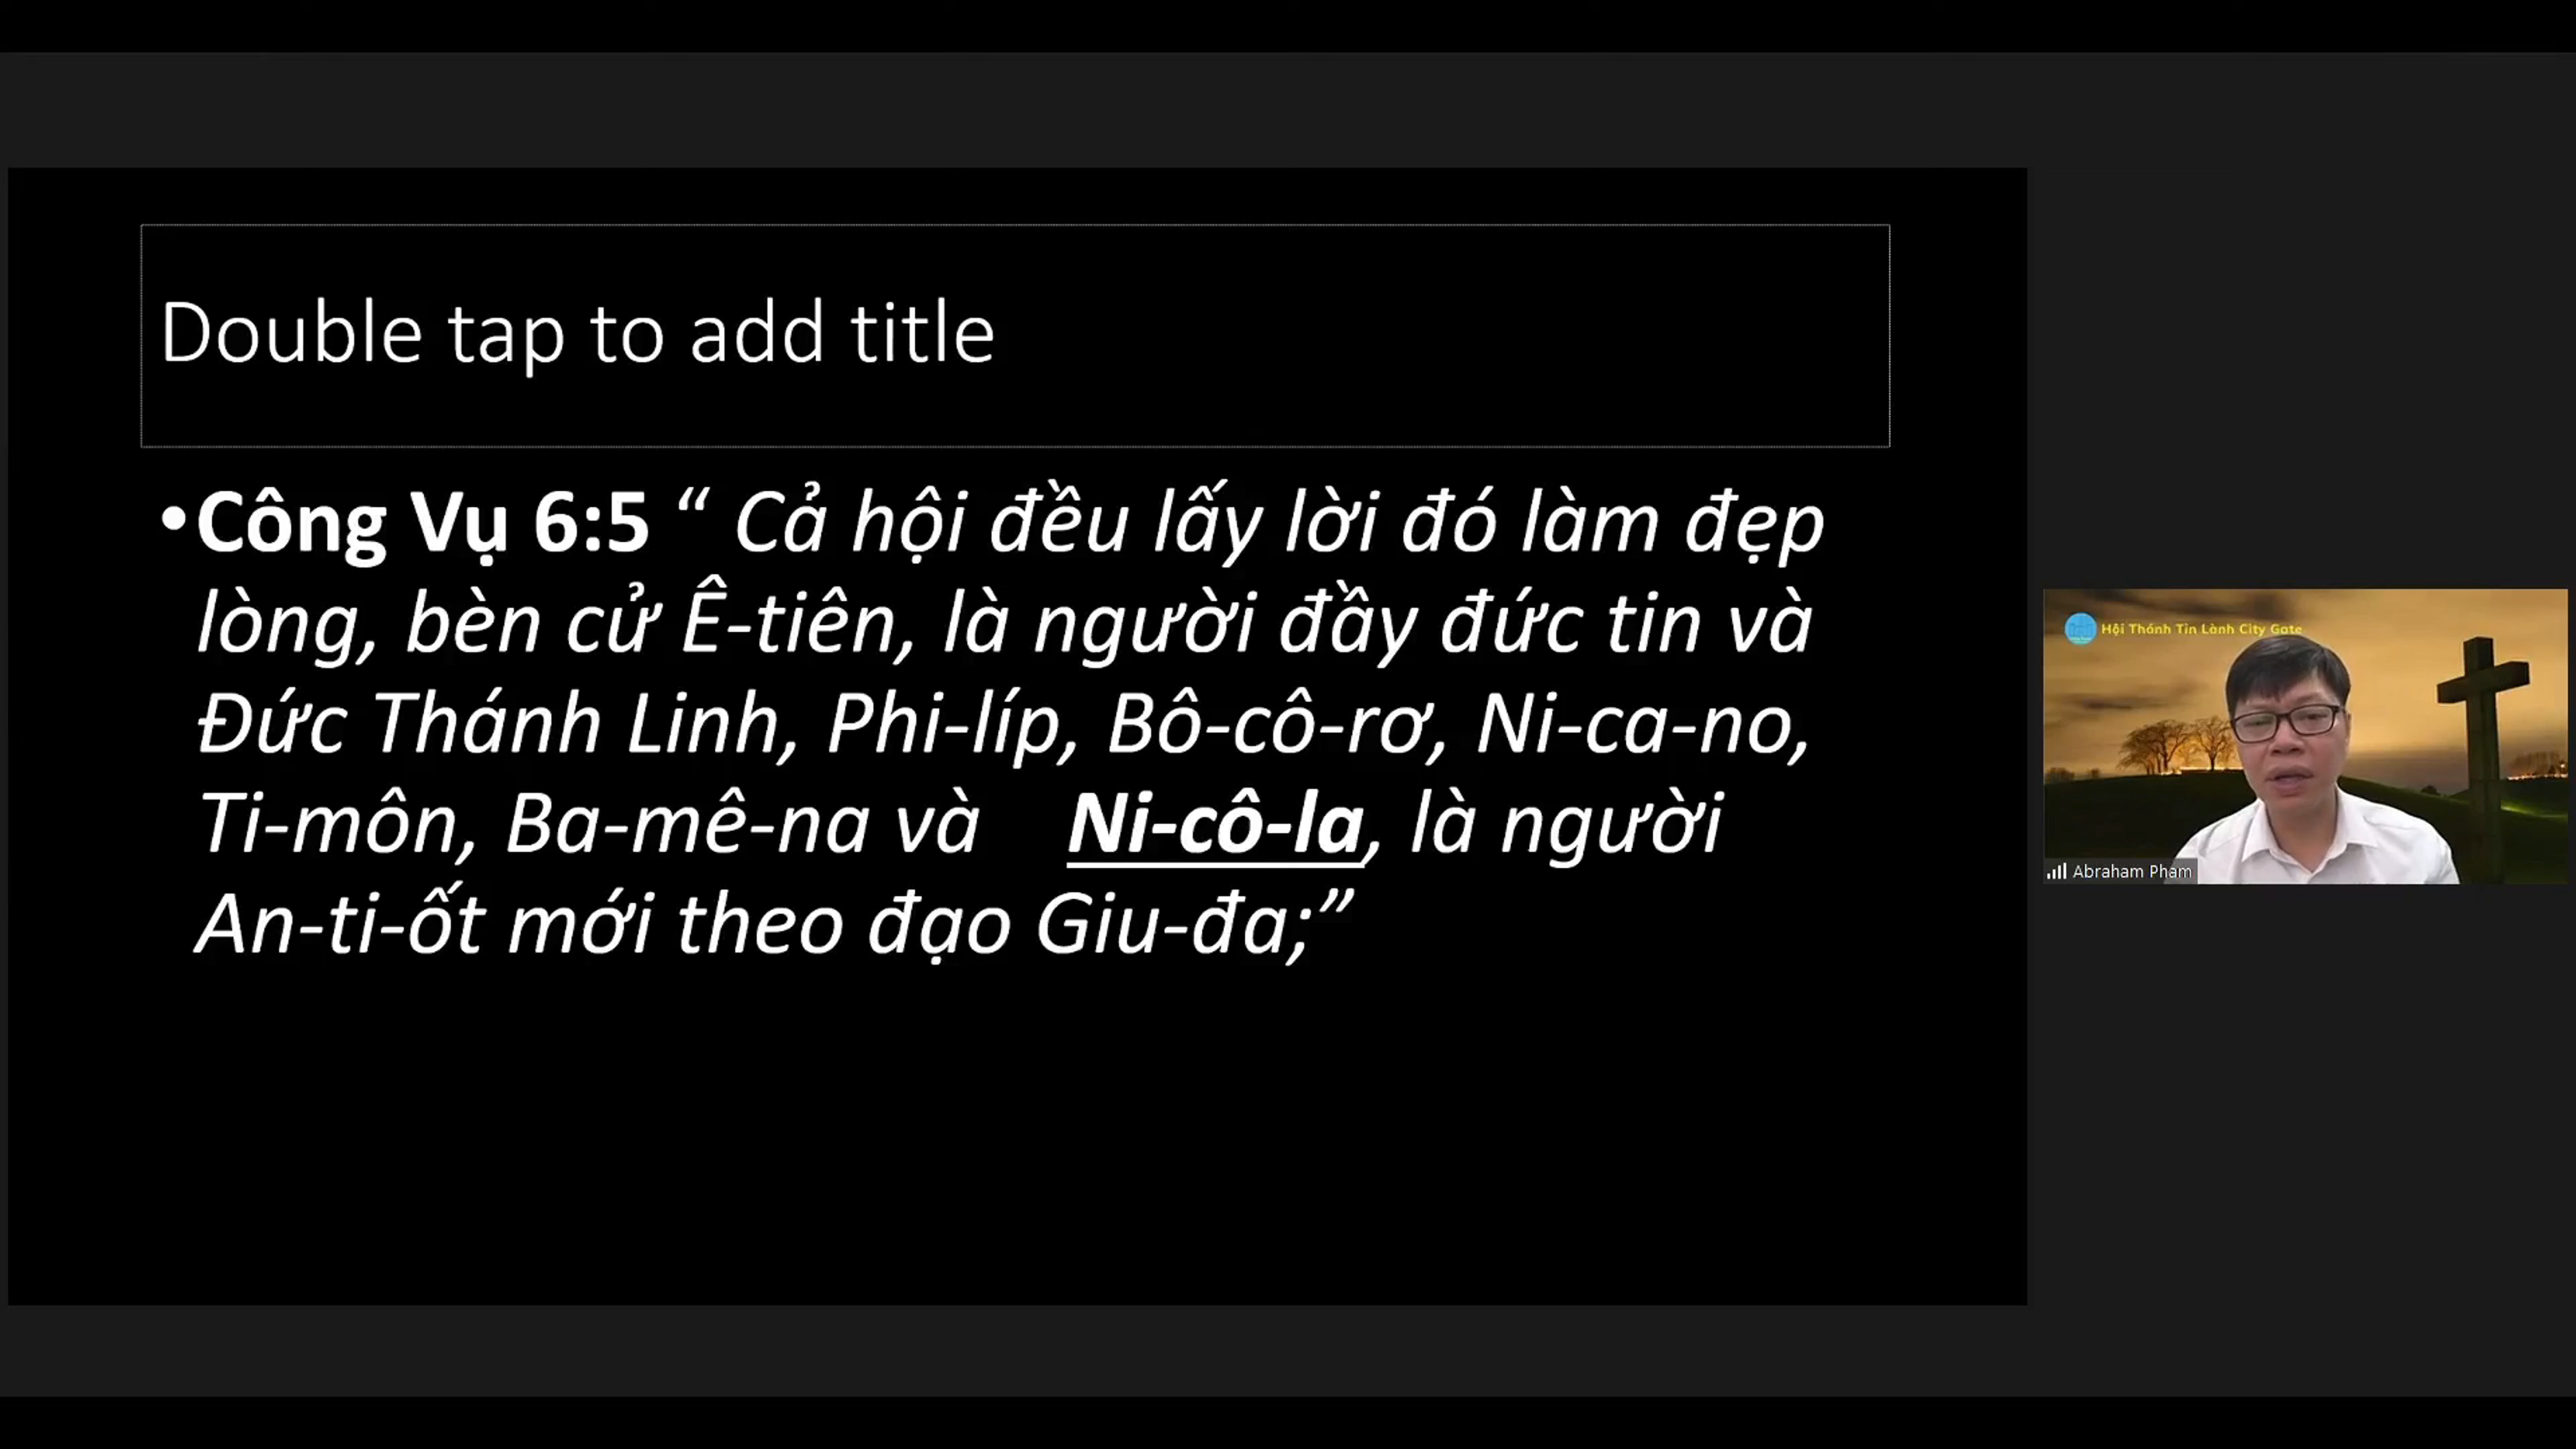 Double tap to add title
•Công Vụ 6:5 “ Cả hội đều lấy lời đó làm đẹp
lòng, bèn cử Ê-tiên, là người đầy đức tin và
Đức Thánh Linh, Phi-líp, Bô-cô-rơ, Ni-ca-no,
Ti-môn, Ba-mê-na và Ni-cô-la, là người
An-ti-ốt mới theo đạo Giu-đa;”
Hội Thánh Tin Lành City Gate
Abraham Pham